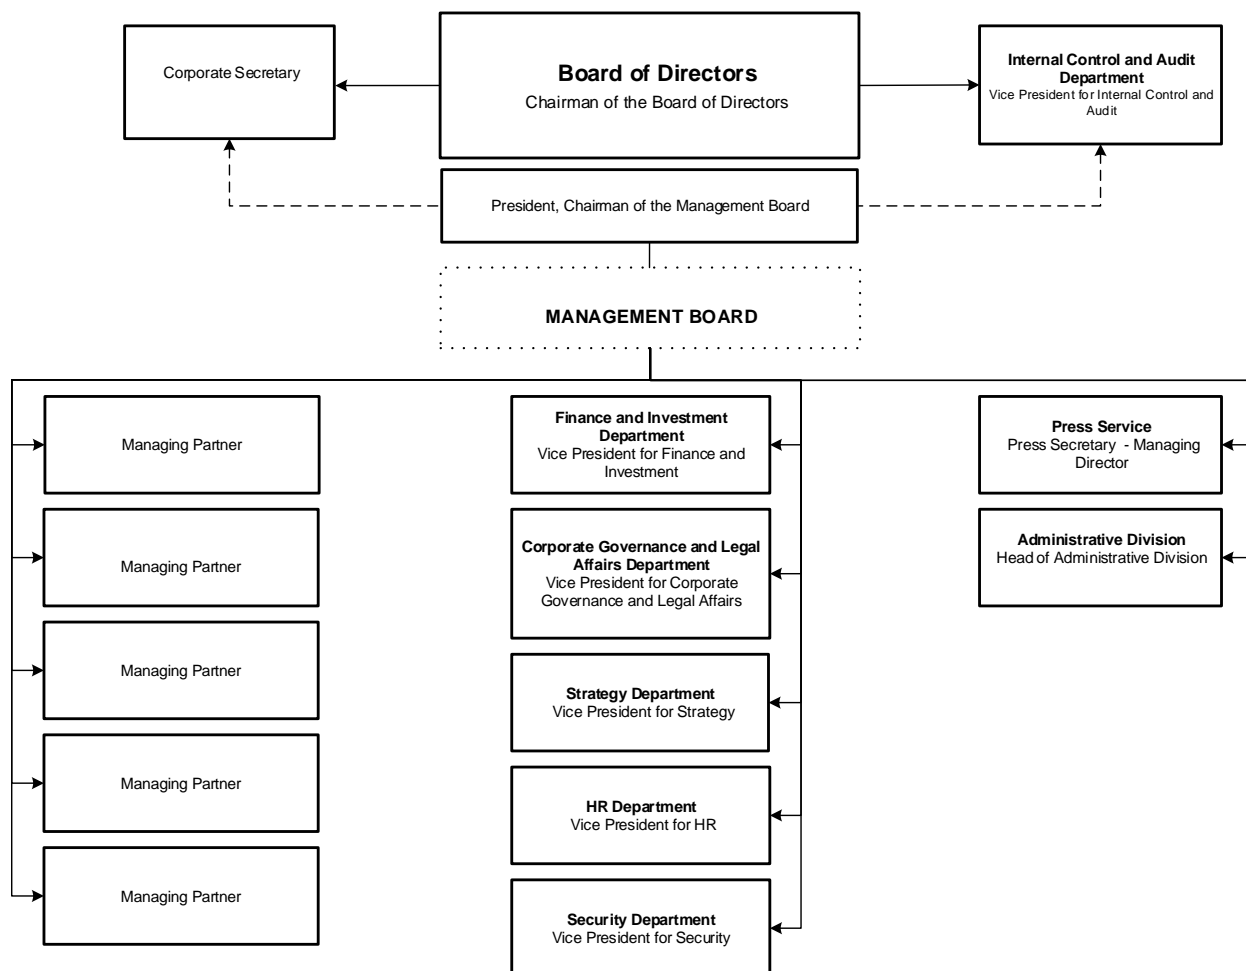 Corporate Secretary
Board of Directors
Chairman of the Board of Directors
Internal Control and Audit
Department
Vice President for Internal Control and
Audit
President, Chairman of the Management Board
MANAGEMENT BOARD
Managing Partner
Managing Partner
Managing Partner
Managing Partner
Managing Partner
Finance and Investment
Department
Vice President for Finance and
Investment
Corporate Governance and Legal
Affairs Department
Vice President for Corporate
Governance and Legal Affairs
Strategy Department
Vice President for Strategy
HR Department
Vice President for HR
Security Department
Vice President for Security
Press Service
Press Secretary - Managing
Director
Administrative Division
Head of Administrative Division